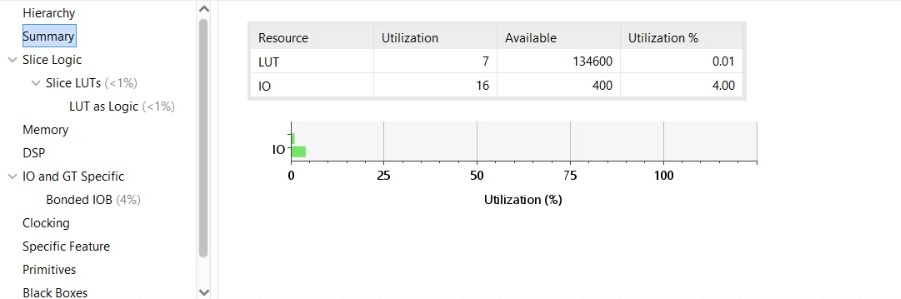 Hierarchy
Summary
Slice Logic
Slice LUTs (<1%)
LUT as Logic (<1%)
Memory
DSP
IO and GT Specific
Bonded IOB (4%)
Clocking
Specific Feature
Primitives
Black Boxes
Resource Utilization Available Utilization %
LUT 7 134600 0.01
IO 16 400 4.00
IO
0 25 50 75 100
Utilization (%)